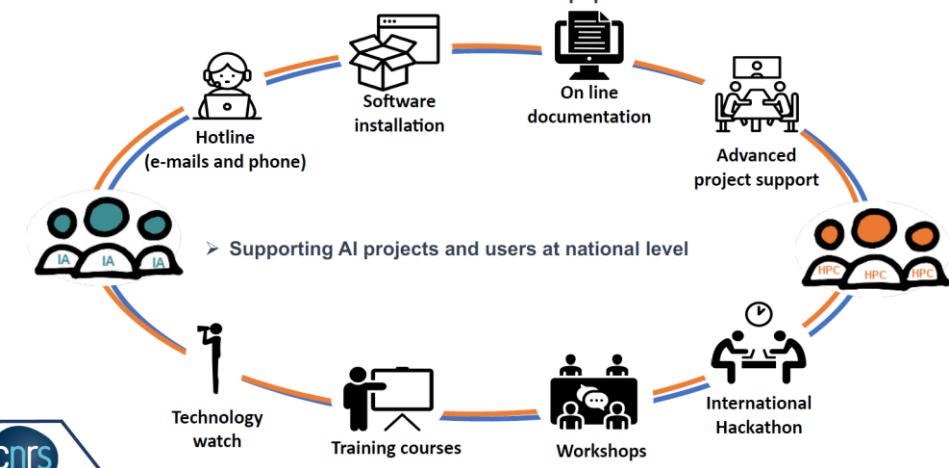 Hotline
(e-mails and phone)
Software
installation
On line
documentation
Advanced
project support
IA IA IA
➢ Supporting AI projects and users at national level
HPC HPC HPC
Technology
watch
Training courses
Workshops
International
Hackathon
cnrs